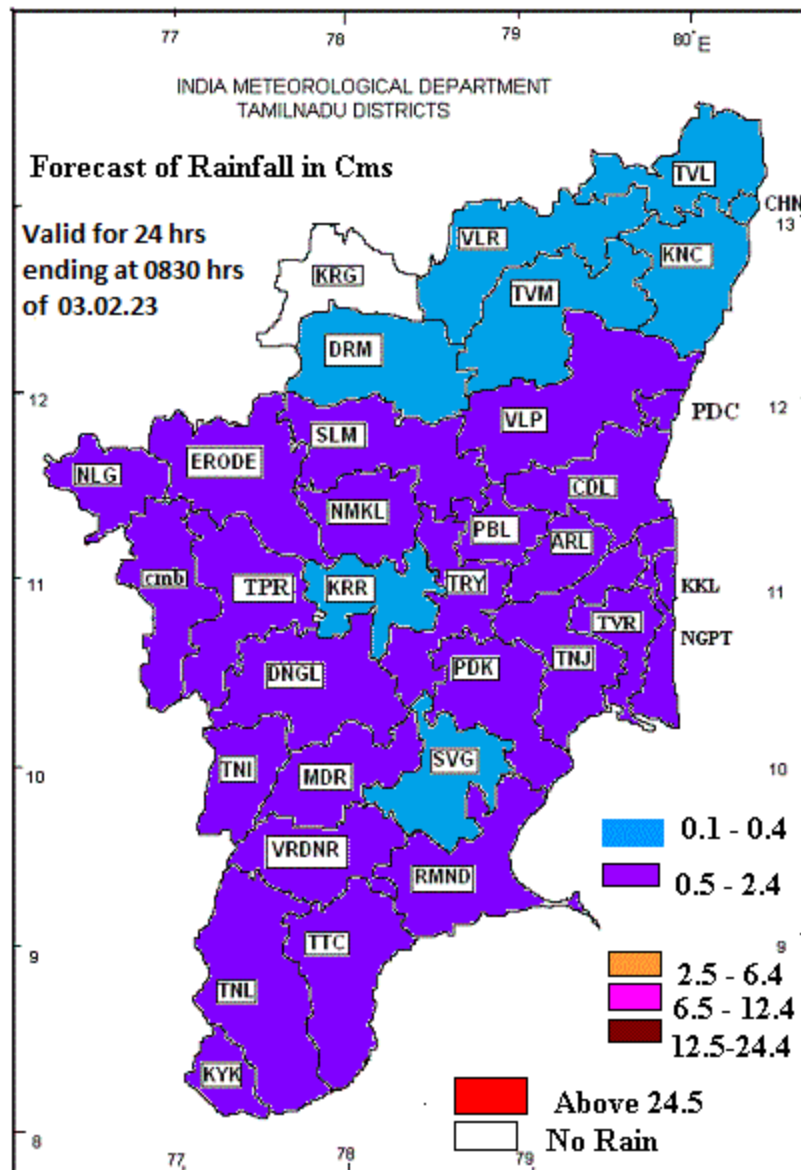 77 78 79 80°E
INDIA METEOROLOGICAL DEPARTMENT
TAMILNADU DISTRICTS
Forecast of Rainfall in Cms
TVL
CHN
13
Valid for 24 hrs
ending at 0830 hrs
of 03.02.23
VLR
KNC
KRG
TVM
DRM
12
12
PDC
VLP
SLM
ERODE
NLG
CDL
NMKL
PBL
ARL
11
cmb
TPR
KRR
TRY
KKL
11
TVR
NGPT
DNGL
PDK
TNJ
10
TNI
MDR
SVG
10
0.1 - 0.4
VRDNR
RMND
0.5 - 2.4
9
TTC
9
2.5 - 6.4
TNL
6.5 - 12.4
12.5-24.4
KYK
Above 24.5
No Rain
8
77 78 79